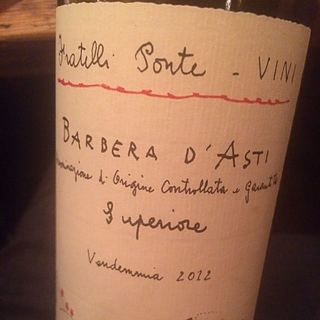 Fratelli Ponte - VINI
BARBERA D'ASTI
Denominazione di Origine Controllata e Garantita
Superiore
Vendemmia 2012